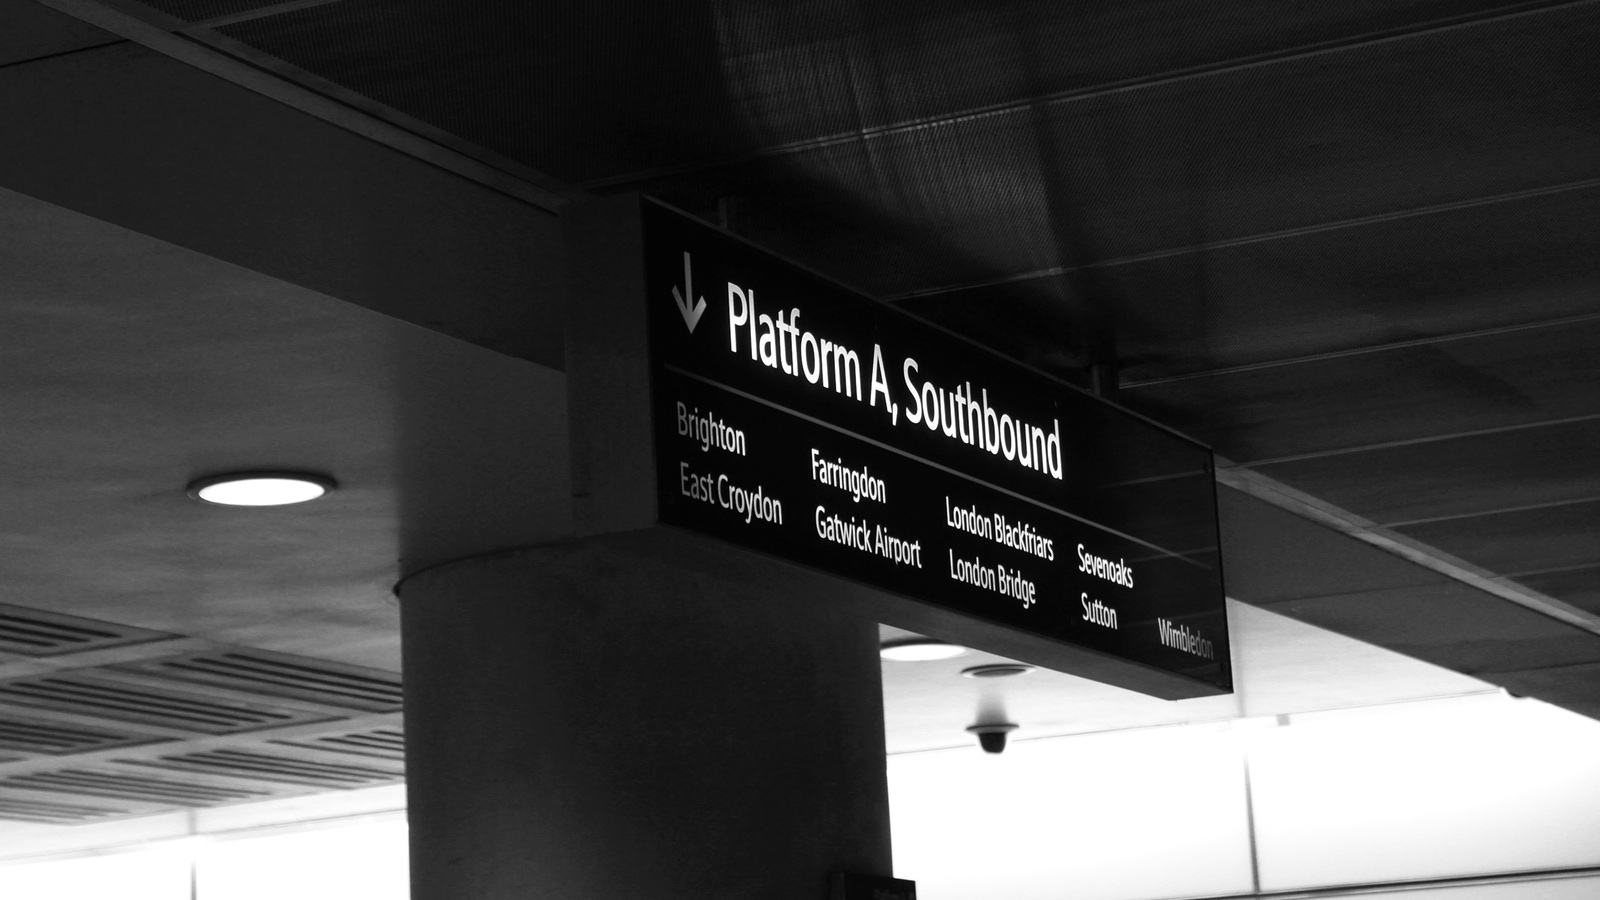 Platform A, Southbound
Brighton
East Croydon
Farringdon
Gatwick Airport
London Blackfriars
London Bridge
Sevenoaks
Sutton
Wimbledon